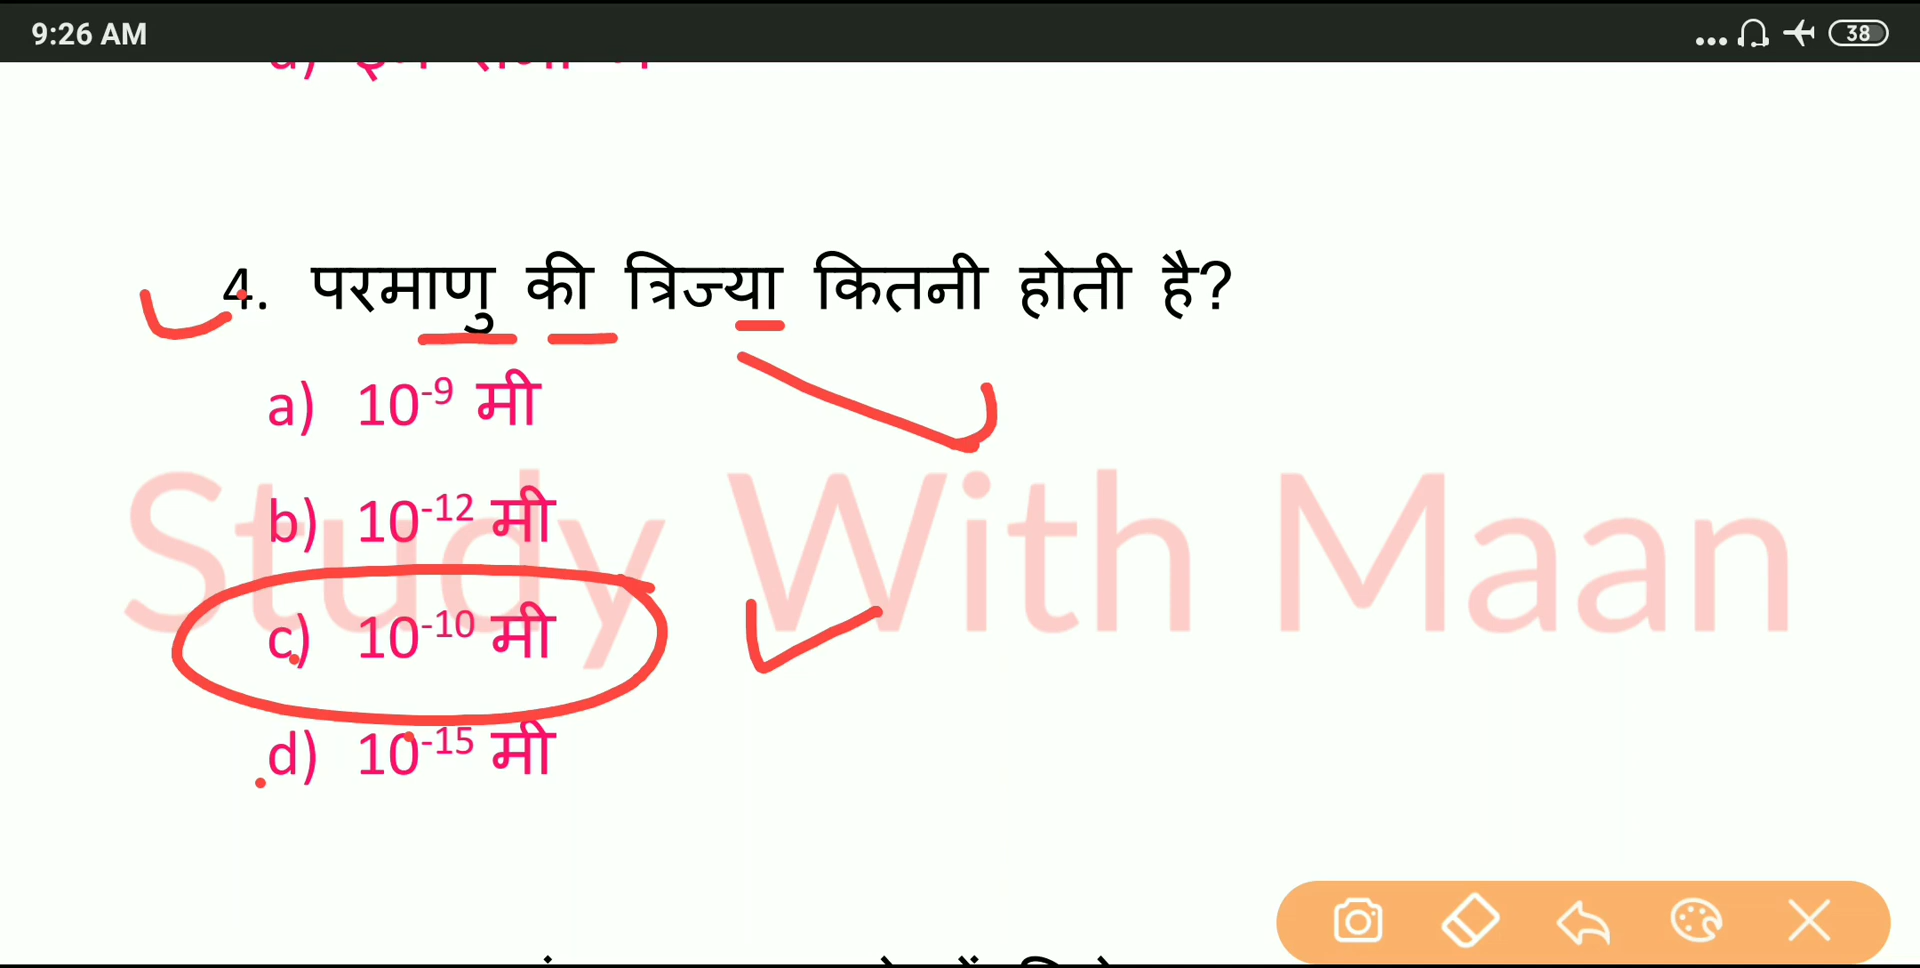 9:26 AM
38
4. परमाणु की त्रिज्या कितनी होती है?
a) 10⁻⁹ मी
b) 10⁻¹² मी
Study With Maan
c) 10⁻¹⁰ मी
d) 10⁻¹⁵ मी